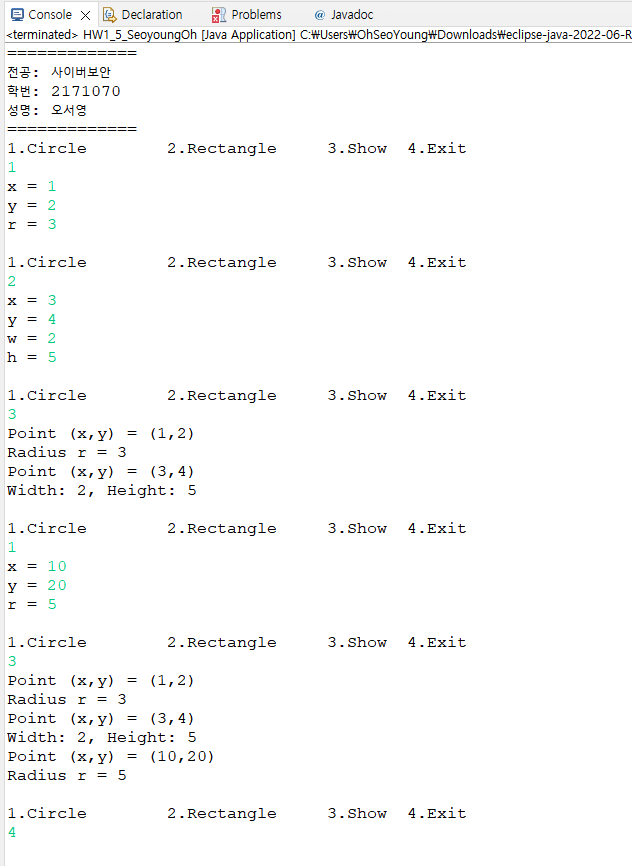 Console Declaration Problems @ Javadoc
<terminated> HW1_5_SeoyoungOh [Java Application] C:₩Users₩OhSeoYoung₩Downloads₩eclipse-java-2022-06-R
=============
전공: 사이버보안
학번: 2171070
성명: 오서영
=============
1.Circle 2.Rectangle 3.Show 4.Exit
1
x = 1
y = 2
r = 3
1.Circle 2.Rectangle 3.Show 4.Exit
2
x = 3
y = 4
w = 2
h = 5
1.Circle 2.Rectangle 3.Show 4.Exit
3
Point (x,y) = (1,2)
Radius r = 3
Point (x,y) = (3,4)
Width: 2, Height: 5
1.Circle 2.Rectangle 3.Show 4.Exit
1
x = 10
y = 20
r = 5
1.Circle 2.Rectangle 3.Show 4.Exit
3
Point (x,y) = (1,2)
Radius r = 3
Point (x,y) = (3,4)
Width: 2, Height: 5
Point (x,y) = (10,20)
Radius r = 5
1.Circle 2.Rectangle 3.Show 4.Exit
4